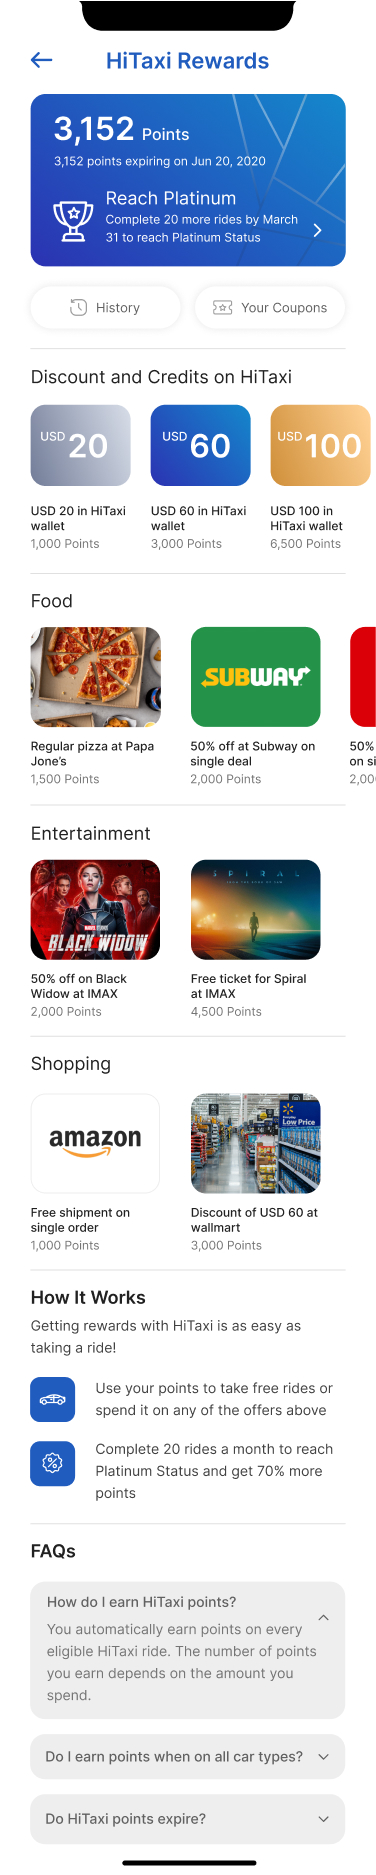 HiTaxi Rewards
3,152 Points
3,152 points expiring on Jun 20, 2020
Reach Platinum
Complete 20 more rides by March
31 to reach Platinum Status
History
Your Coupons
Discount and Credits on HiTaxi
USD 20
USD 60
USD 100
USD 20 in HiTaxi
wallet
1,000 Points
USD 60 in HiTaxi
wallet
3,000 Points
USD 100 in
HiTaxi wallet
6,500 Points
Food
SUBWAY
Regular pizza at Papa
Jone's
1,500 Points
50% off at Subway on
single deal
2,000 Points
50%
on si
2,00
Entertainment
BLACK WIDOW
SPIRAL
50% off on Black
Widow at IMAX
2,000 Points
Free ticket for Spiral
at IMAX
4,500 Points
Shopping
amazon
Low Price
Free shipment on
single order
1,000 Points
Discount of USD 60 at
wallmart
3,000 Points
How It Works
Getting rewards with HiTaxi is as easy as
taking a ride!
Use your points to take free rides or
spend it on any of the offers above
Complete 20 rides a month to reach
Platinum Status and get 70% more
points
FAQs
How do I earn HiTaxi points?
You automatically earn points on every
eligible HiTaxi ride. The number of points
you earn depends on the amount you
spend.
Do I earn points when on all car types?
Do HiTaxi points expire?